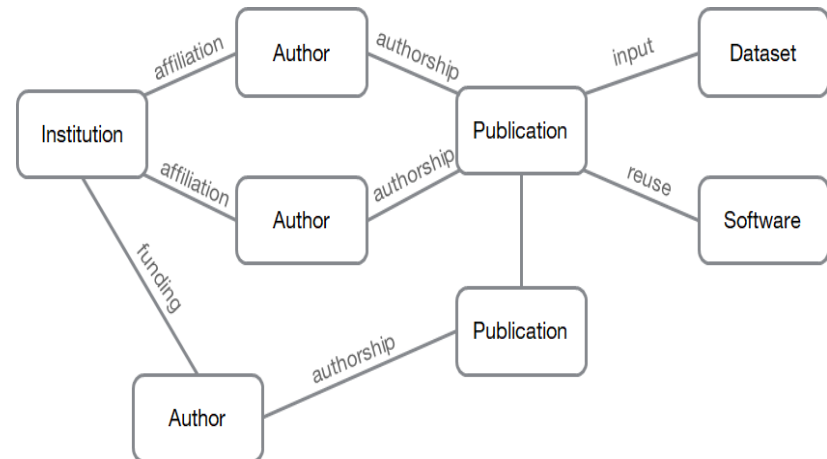 affiliation
Author
authorship
input
Dataset
Institution
Publication
affiliation
Author
authorship
reuse
Software
funding
Publication
authorship
Author